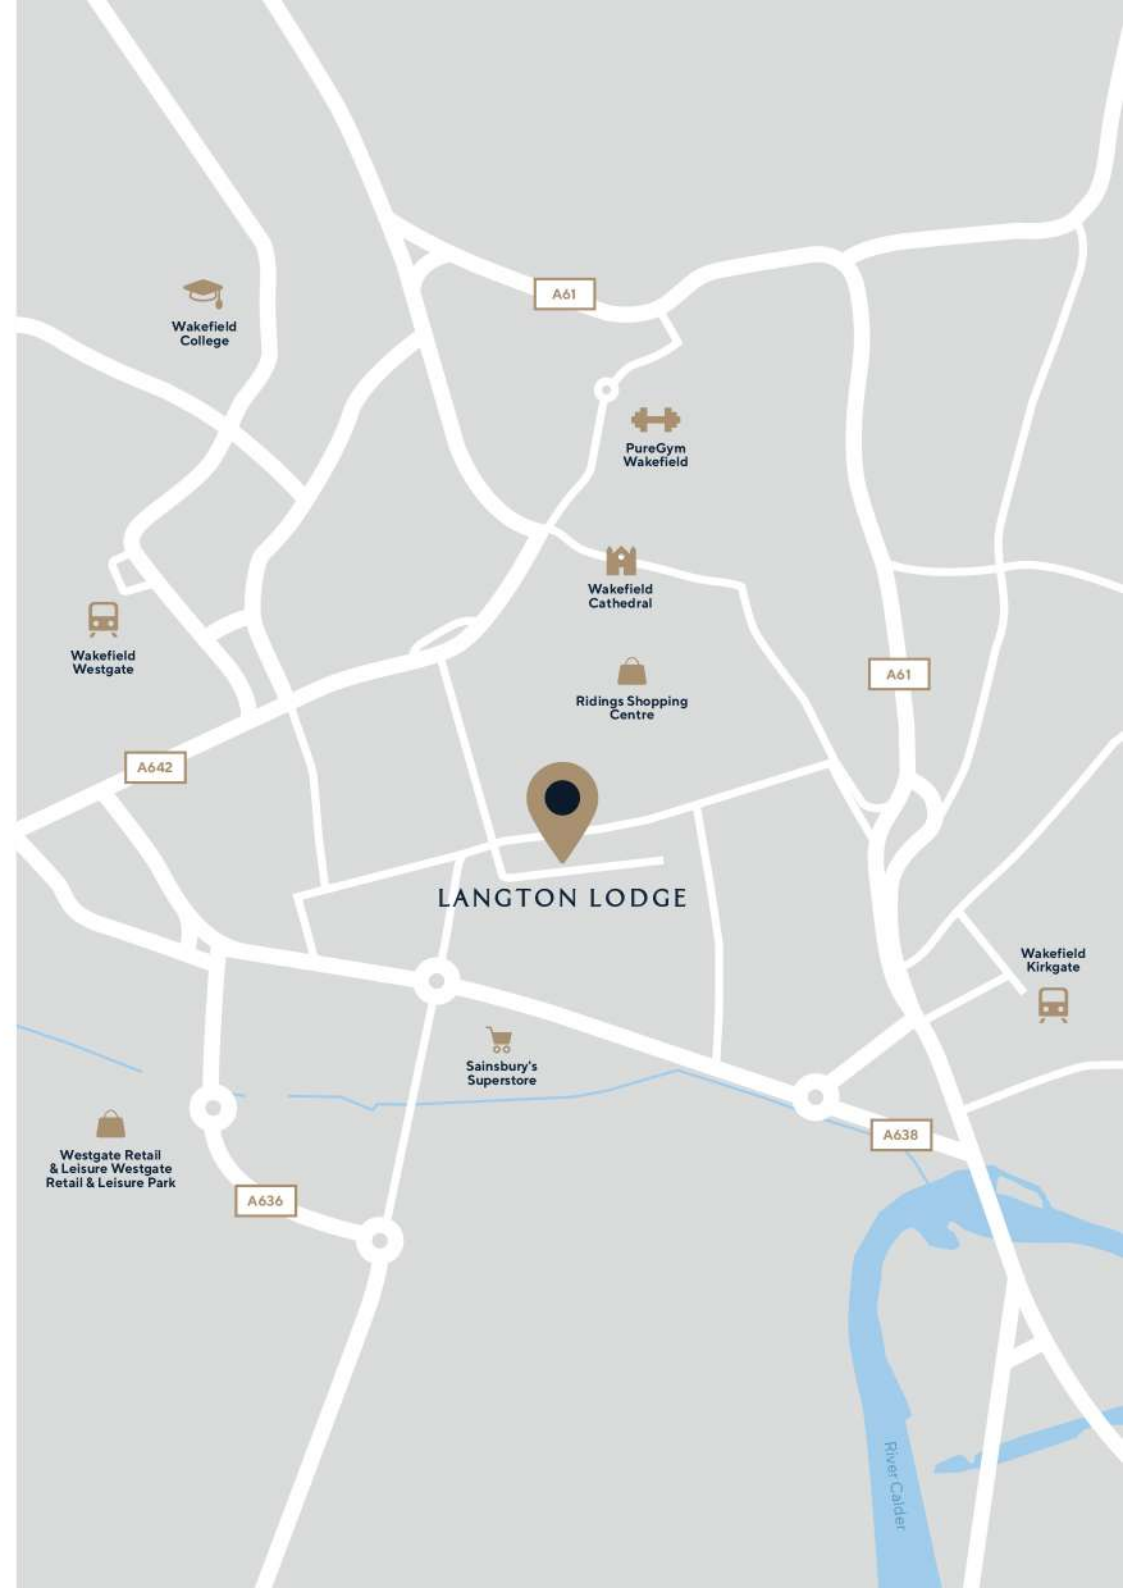 A61
Wakefield
College
PureGym
Wakefield
Wakefield
Cathedral
Wakefield
Westgate
A61
Ridings Shopping
Centre
A642
LANGTON LODGE
Wakefield
Kirkgate
Sainsbury's
Superstore
A638
Westgate Retail
& Leisure Westgate
Retail & Leisure Park
A636
River Calder